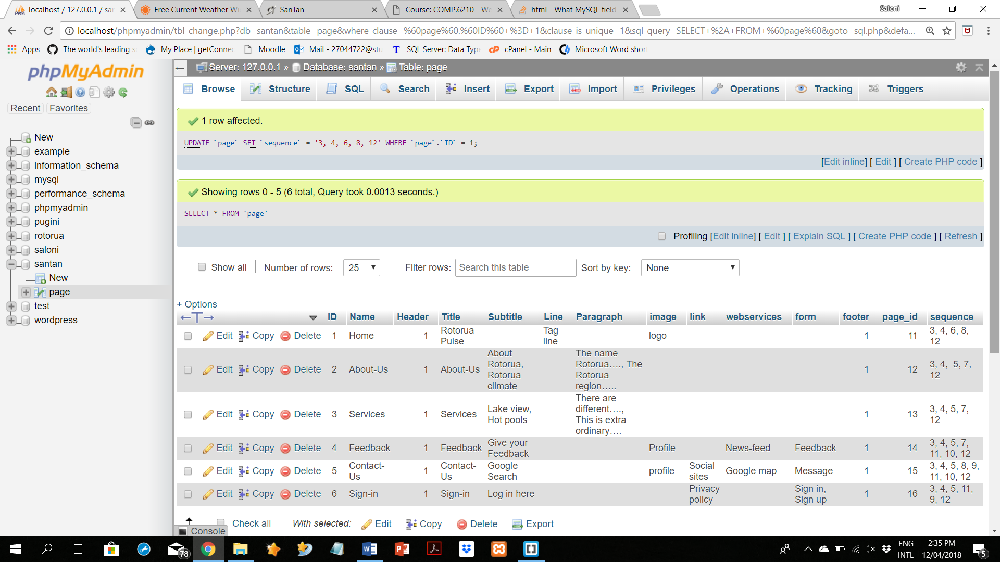 localhost / 127.0.0.1 / sar
Free Current Weather Wi
SanTan
Course: COMP.6210 - We
html - What MySQL field
Saloni
localhost/phpmyadmin/tbl_change.php?db=santan&table=page&where_clause=%60page%60.%60ID%60+%3D+1&clause_is_unique=1&sql_query=SELECT+%2A+FROM+%60page%60&goto=sql.php&defa...
Apps
The world's leading s
My Place | getConnec
Moodle
Mail - 27044722@stu
SQL Server: Data Type
cPanel - Main
Microsoft Word short
phpMyAdmin
Recent
Favorites
New
example
information_schema
mysql
performance_schema
phpmyadmin
pugini
rotorua
saloni
santan
New
page
test
wordpress
Server: 127.0.0.1 » Database: santan » Table: page
Browse Structure SQL Search Insert Export Import Privileges Operations Tracking Triggers
1 row affected.
UPDATE `page` SET `sequence` = '3, 4, 6, 8, 12' WHERE `page`.`ID` = 1;
[Edit inline] [ Edit ] [ Create PHP code ]
Showing rows 0 - 5 (6 total, Query took 0.0013 seconds.)
SELECT * FROM `page`
Profiling [Edit inline] [ Edit ] [ Explain SQL ] [ Create PHP code ] [ Refresh ]
Show all | Number of rows: 25 Filter rows: Search this table Sort by key: None
+ Options
ID Name Header Title Subtitle Line Paragraph image link webservices form footer page_id sequence
Edit Copy Delete 1 Home 1 Rotorua Pulse Tag line logo 1 11 3, 4, 6, 8, 12
Edit Copy Delete 2 About-Us 1 About-Us About Rotorua, Rotorua climate The name Rotorua...., The Rotorua region..... 1 12 3, 4, 5, 7, 12
Edit Copy Delete 3 Services 1 Services Lake view, Hot pools There are different...., This is extra ordinary.... 1 13 3, 4, 5, 7, 12
Edit Copy Delete 4 Feedback 1 Feedback Give your Feedback Profile News-feed Feedback 1 14 3, 4, 5, 7, 11, 10, 12
Edit Copy Delete 5 Contact-Us 1 Contact-Us Google Search profile Social sites Google map Message 1 15 3, 4, 5, 8, 9, 11, 10, 12
Edit Copy Delete 6 Sign-in 1 Sign-in Log in here Privacy policy Sign in, Sign up 1 16 3, 4, 5, 11, 9, 12
Check all With selected: Edit Copy Delete Export
Console
78
ENG
INTL
2:35 PM
12/04/2018
5